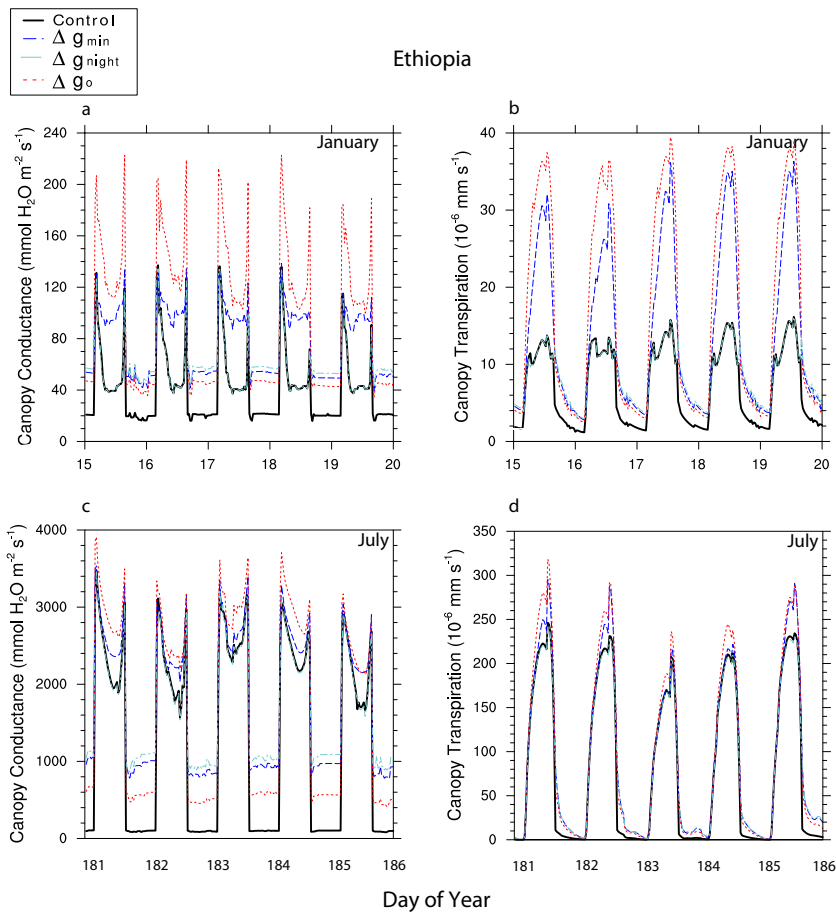 Control
Δ gmin
Δ gnight
Δ go
Ethiopia
a
January
Canopy Conductance (mmol H2O m-2 s-1)
240
200
160
120
80
40
0
15 16 17 18 19 20
b
January
Canopy Transpiration (10-6 mm s-1)
40
30
20
10
0
15 16 17 18 19 20
c
July
Canopy Conductance (mmol H2O m-2 s-1)
4000
3000
2000
1000
0
181 182 183 184 185 186
d
July
Canopy Transpiration (10-6 mm s-1)
350
300
250
200
150
100
50
0
181 182 183 184 185 186
Day of Year